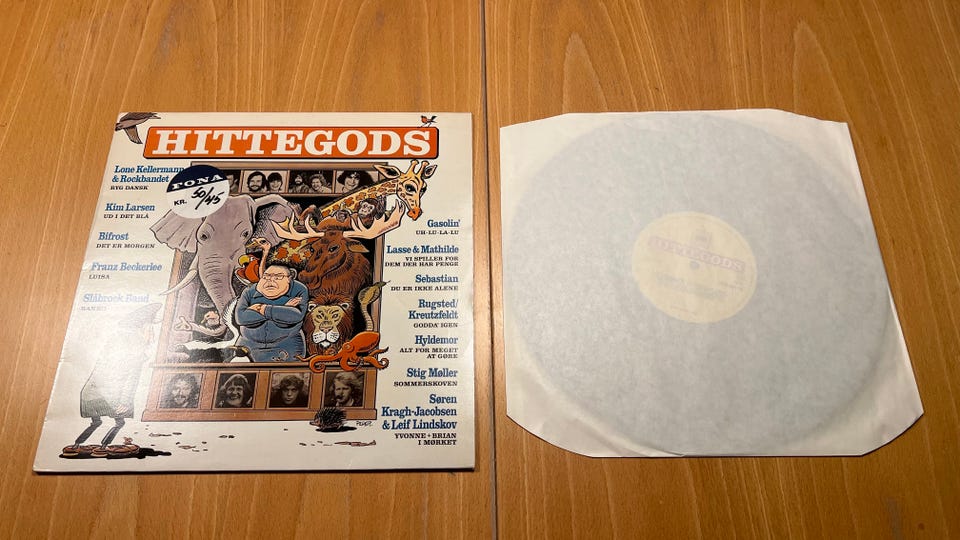 HITTEGODS
Lone Kellermann
& Rockbandet
RYG DANSK
FONA
KR. 50/45
Kim Larsen
UD I DET BLÅ
Bifrost
DET ER MORGEN
Franz Beckerlee
LUISA
Slåbrock Band
Gasolin'
UH-LU-LA-LU
Lasse & Mathilde
VI SPILLER FOR
DEM DER HAR PENGE
Sebastian
DU ER IKKE ALENE
Rugsted/
Kreutzfeldt
GODDA' IGEN
Hyldemor
ALT FOR MEGET
AT GØRE
Stig Møller
SOMMERSKOVEN
Søren
Kragh-Jacobsen
& Leif Lindskov
YVONNE + BRIAN
I MØRKET
HITTEGODS